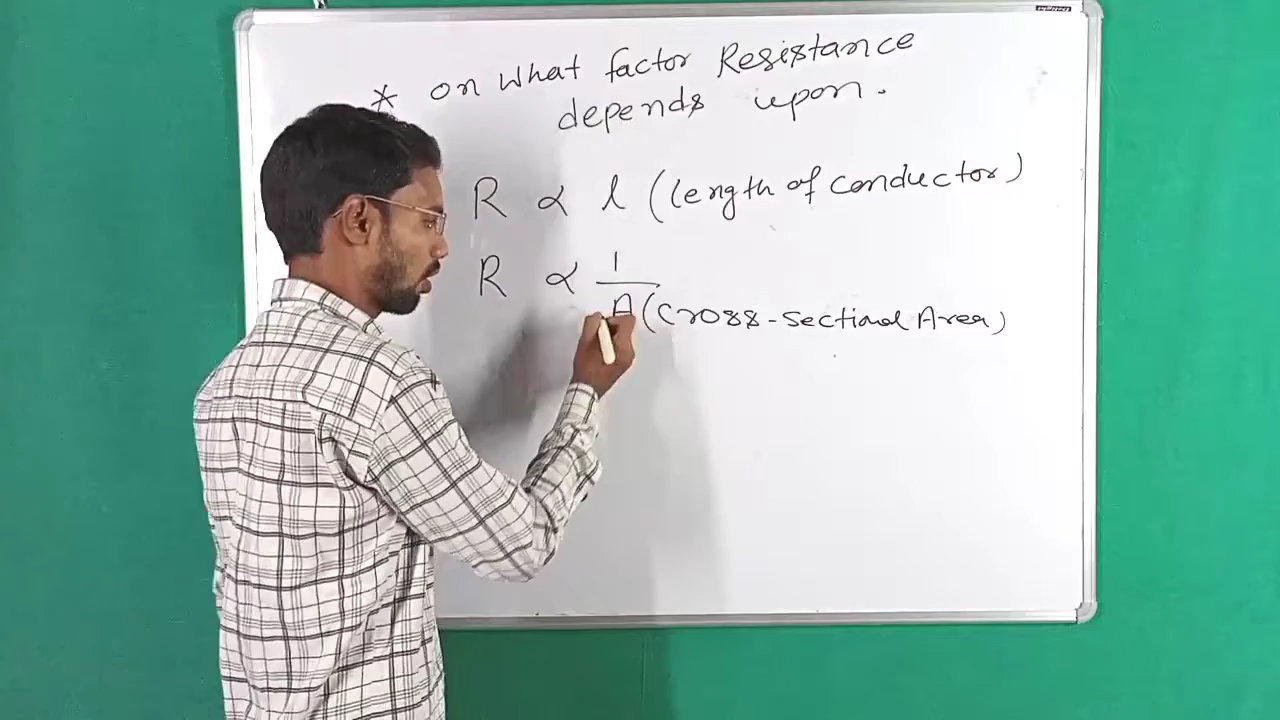 * on What factor Resistance
depends upon.
R ∝ l (length of conductor)
R ∝ 1/A (Cross-sectional Area)